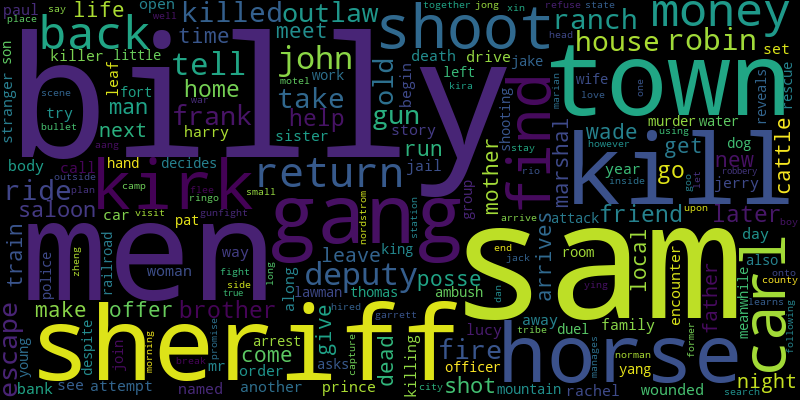 paul place say life open killed outlaw shoot together jong xin refuse state money
well back time meet death drive jake head ranch house robin set
killer little john left wife
stranger son billy tell old begin town
leaf fort work scene motel kira love one reveals rescue
try man home take gun shooting marian
bullet next frank help story murder water
aang harry war run stay using dog
body call hand decides sister jail rio marshal wade get however cattle
kirk return mother find kill year new go
ride outside plan camp flee small jerry inside goo et robbery
saloon car visit ringo gunfight group friend later upon boy
men pat gang nordstrom station arrive attack
train zheng railroad way king end room day
police woman fight long leave jack arrives sam local also
side true deputy posse dan ying encounter father meanwhile onto
lawman thomas ambush tribe former county
make offer brother along hired garrett away duel family learns
escape young despite sheriff give lucy horse carl following
join morning arrest come dead capture fire officer norman yang manages
bank see attempt break promise order asks killing shot mountain wounded night
named mr another prince city rachel search